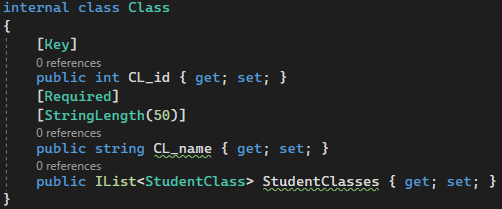 internal class Class
{
[Key]
0 references
public int CL_id { get; set; }
[Required]
[StringLength(50)]
0 references
public string CL_name { get; set; }
0 references
public IList<StudentClass> StudentClasses { get; set; }
}